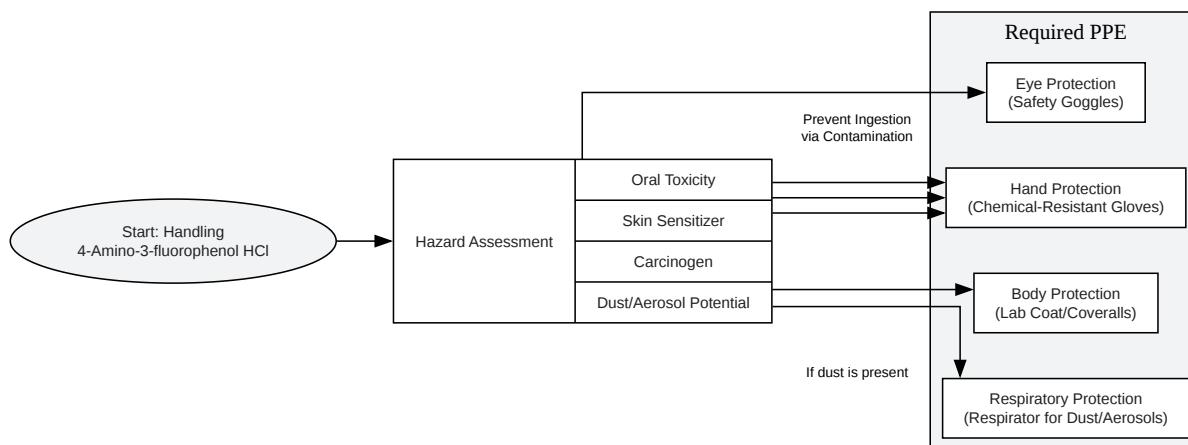 Required PPE
Eye Protection
(Safety Goggles)
Prevent Ingestion
via Contamination
Oral Toxicity
Hand Protection
(Chemical-Resistant Gloves)
Skin Sensitizer
Start: Handling
4-Amino-3-fluorophenol HCl
Hazard Assessment
Carcinogen
Dust/Aerosol Potential
Body Protection
(Lab Coat/Coveralls)
If dust is present
Respiratory Protection
(Respirator for Dust/Aerosols)